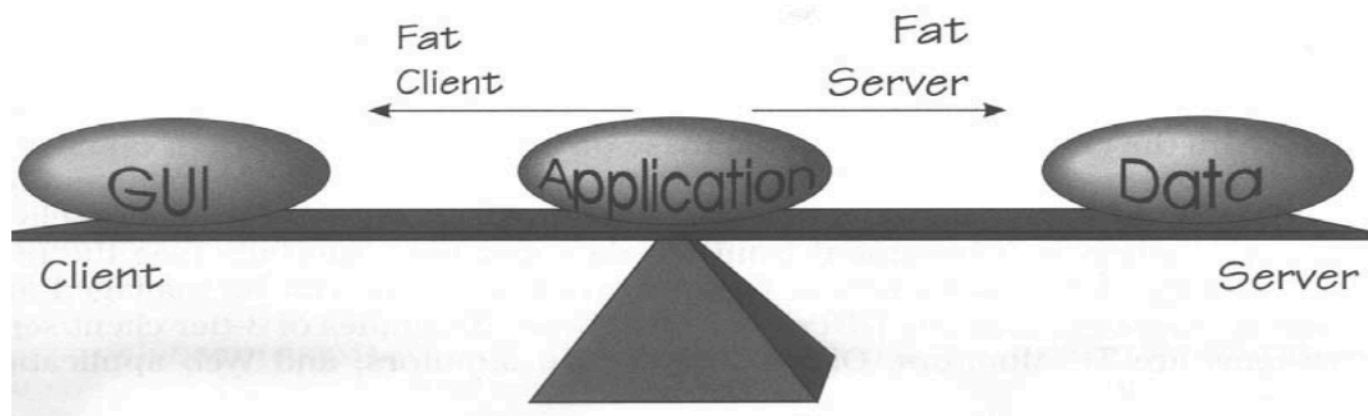 Fat
Client
Fat
Server
GUI
Application
Data
Client
Server